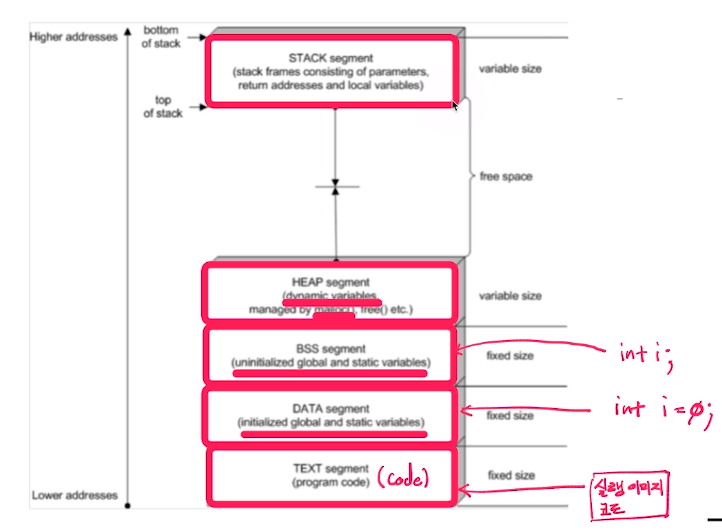 Higher addresses
bottom
of stack
STACK segment
(stack frames consisting of parameters,
return addresses and local variables)
variable size
top
of stack
free space
HEAP segment
(dynamic variables,
managed by malloc(), free() etc.)
variable size
BSS segment
(uninitialized global and static variables)
fixed size
int i;
DATA segment
(initialized global and static variables)
fixed size
int i=0;
TEXT segment
(program code)
(code)
fixed size
실행 이미지
코드
Lower addresses